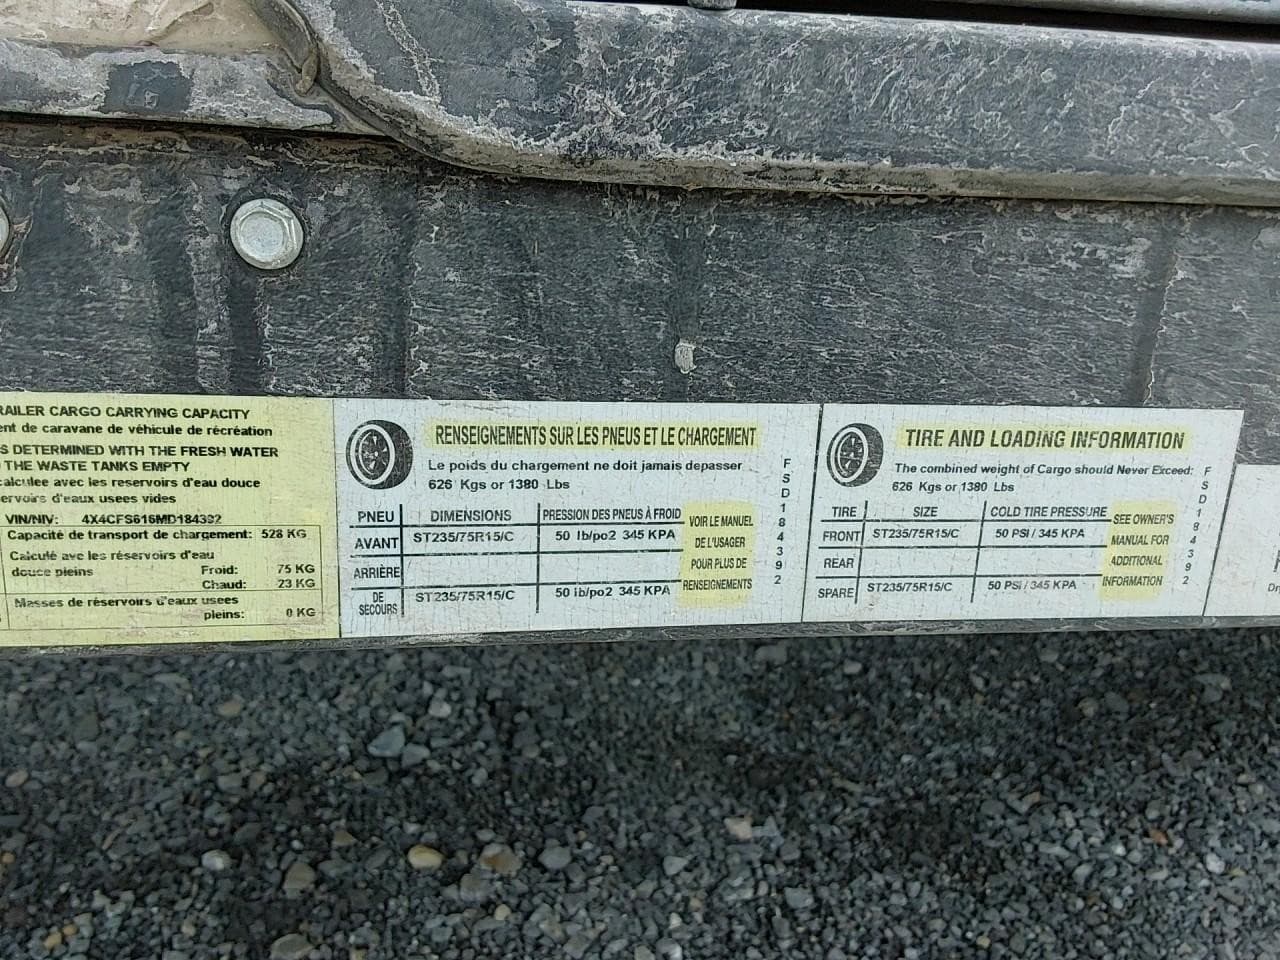 RAILER CARGO CARRYING CAPACITY
ent de caravane de véhicule de récréation
S DETERMINED WITH THE FRESH WATER
THE WASTE TANKS EMPTY
calculee avec les reservoirs d'eau douce
ervoirs d'eaux usees vides
VIN/NIV: 4X4CFS616MD184392
Capacité de transport de chargement: 528 KG
Calculé avec les réservoirs d'eau
douce pleins Froid: 75 KG
Chaud: 23 KG
Masses de réservoirs d'eaux usees
pleins: 0 KG
RENSEIGNEMENTS SUR LES PNEUS ET LE CHARGEMENT
Le poids du chargement ne doit jamais depasser
626 Kgs or 1380 Lbs
PNEU DIMENSIONS PRESSION DES PNEUS À FROID
AVANT ST235/75R15/C 50 lb/po2 345 KPA
ARRIÈRE
DE SECOURS ST235/75R15/C 50 lb/po2 345 KPA
VOIR LE MANUEL
DE L'USAGER
POUR PLUS DE
RENSEIGNEMENTS
FSD184392
TIRE AND LOADING INFORMATION
The combined weight of Cargo should Never Exceed:
626 Kgs or 1380 Lbs
TIRE SIZE COLD TIRE PRESSURE
FRONT ST235/75R15/C 50 PSI / 345 KPA
REAR
SPARE ST235/75R15/C 50 PSI / 345 KPA
SEE OWNER'S
MANUAL FOR
ADDITIONAL
INFORMATION
FSD184392